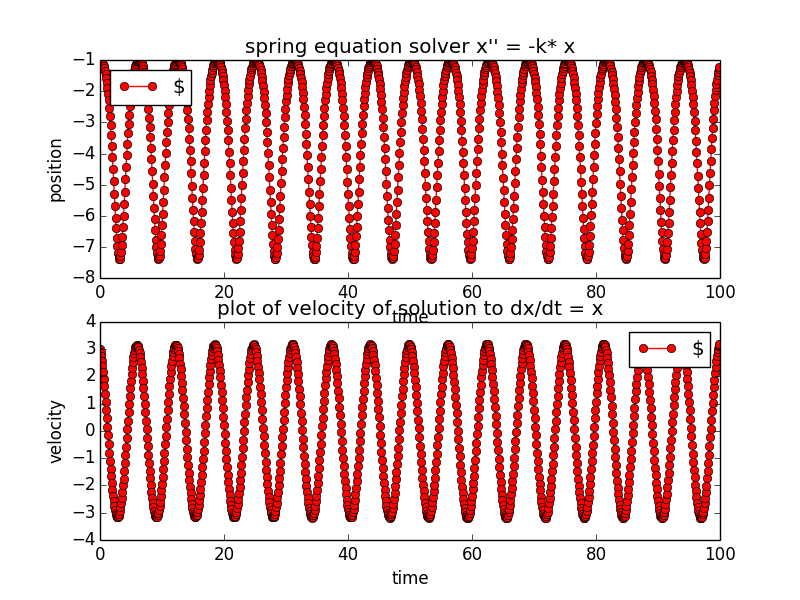 spring equation solver x'' = -k* x
−1
−2
−3
−4
−5
−6
−7
−8
position
$
0 20 40 60 80 100
time
plot of velocity of solution to dx/dt = x
4
3
2
1
0
−1
−2
−3
−4
velocity
$
0 20 40 60 80 100
time